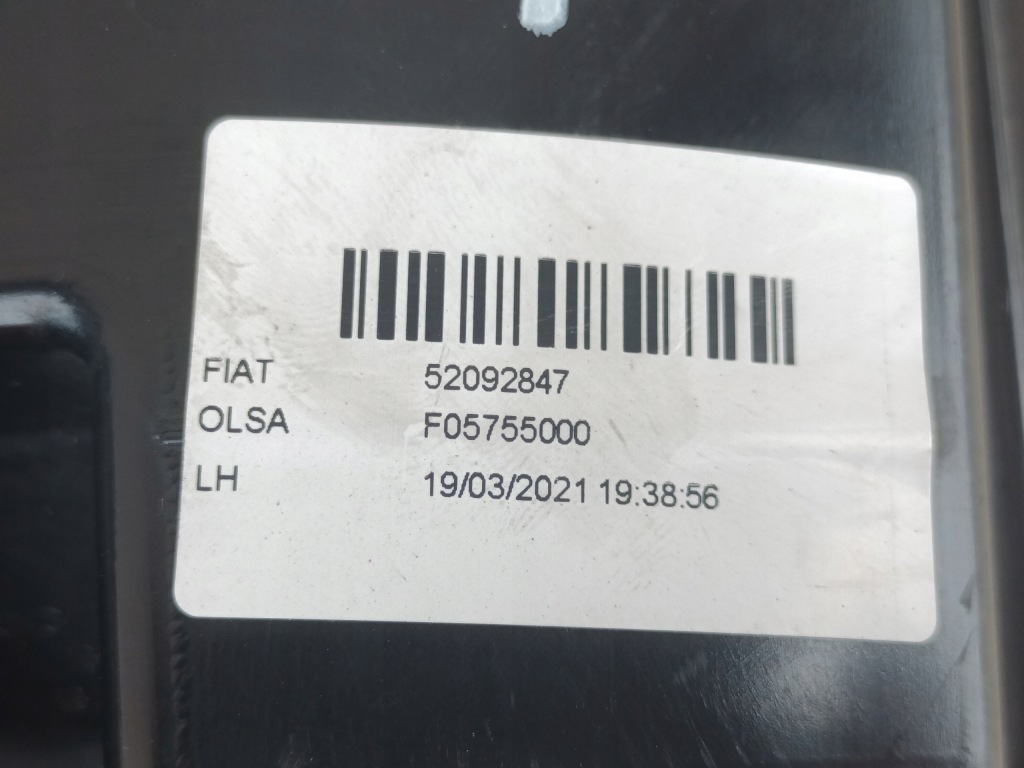 FIAT 52092847
OLSA F05755000
LH 19/03/2021 19:38:56